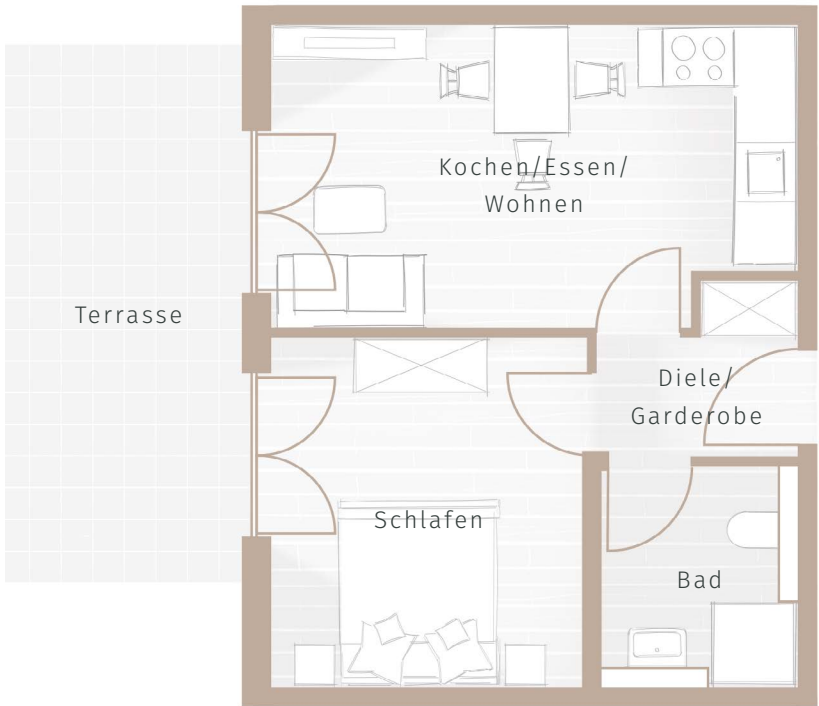 Kochen/Essen/
Wohnen
Terrasse
Diele/
Garderobe
Schlafen
Bad